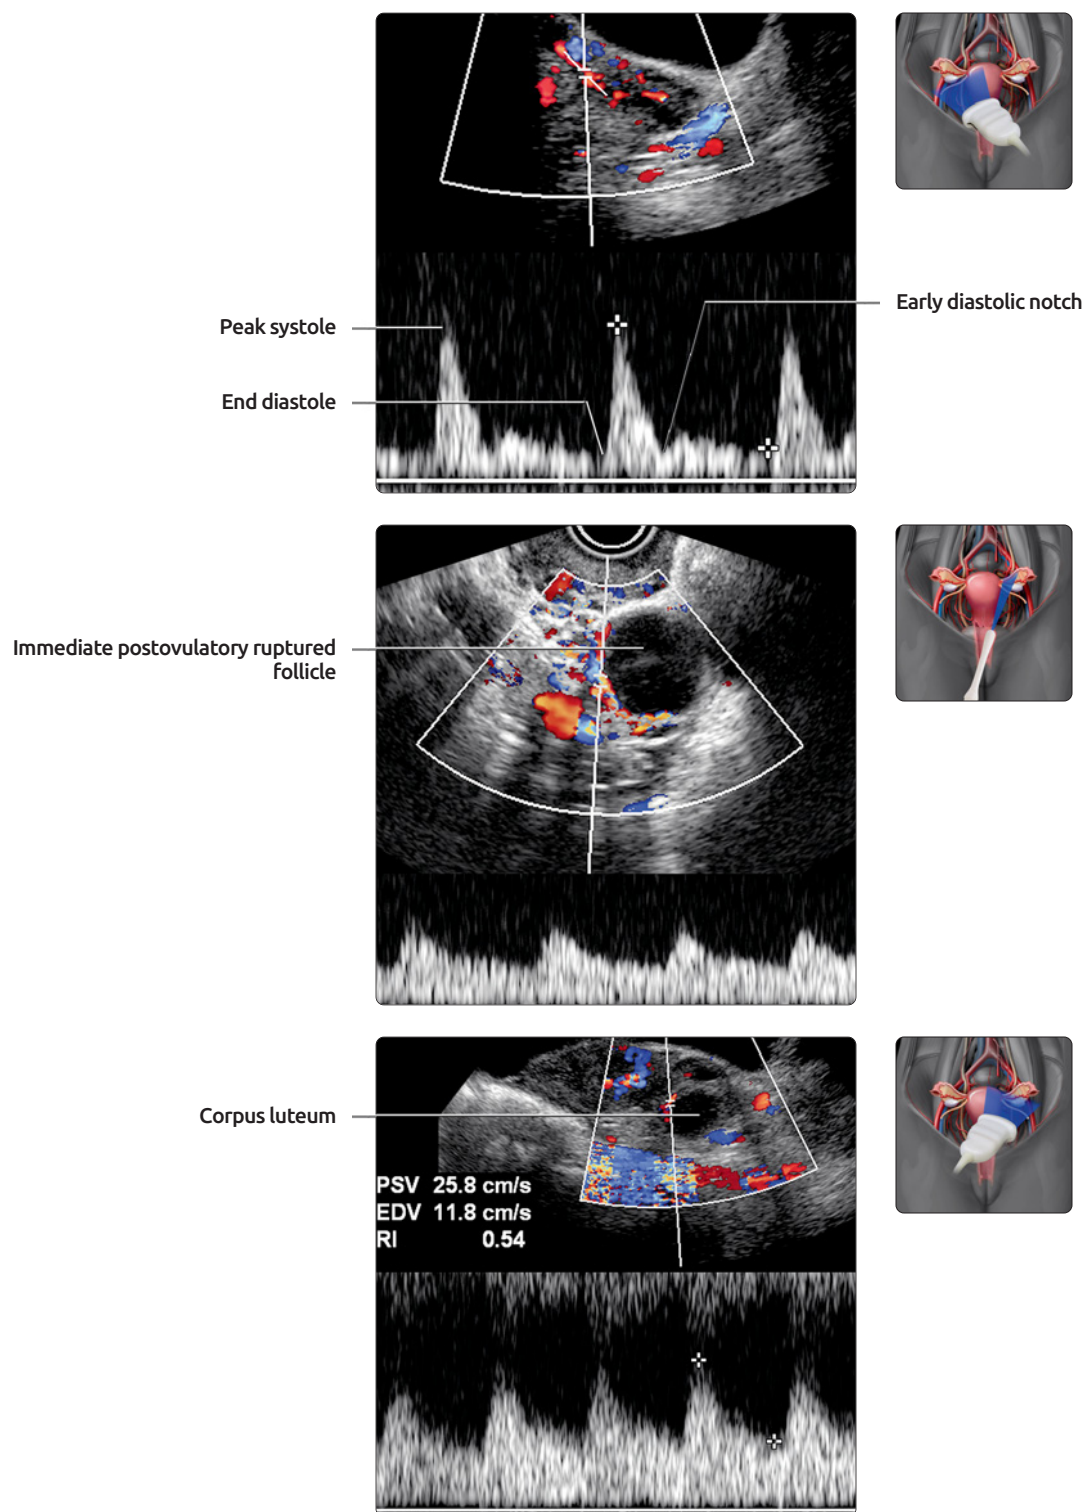 Early diastolic notch
Peak systole
End diastole
Immediate postovulatory ruptured
follicle
Corpus luteum
PSV 25.8 cm/s
EDV 11.8 cm/s
RI 0.54